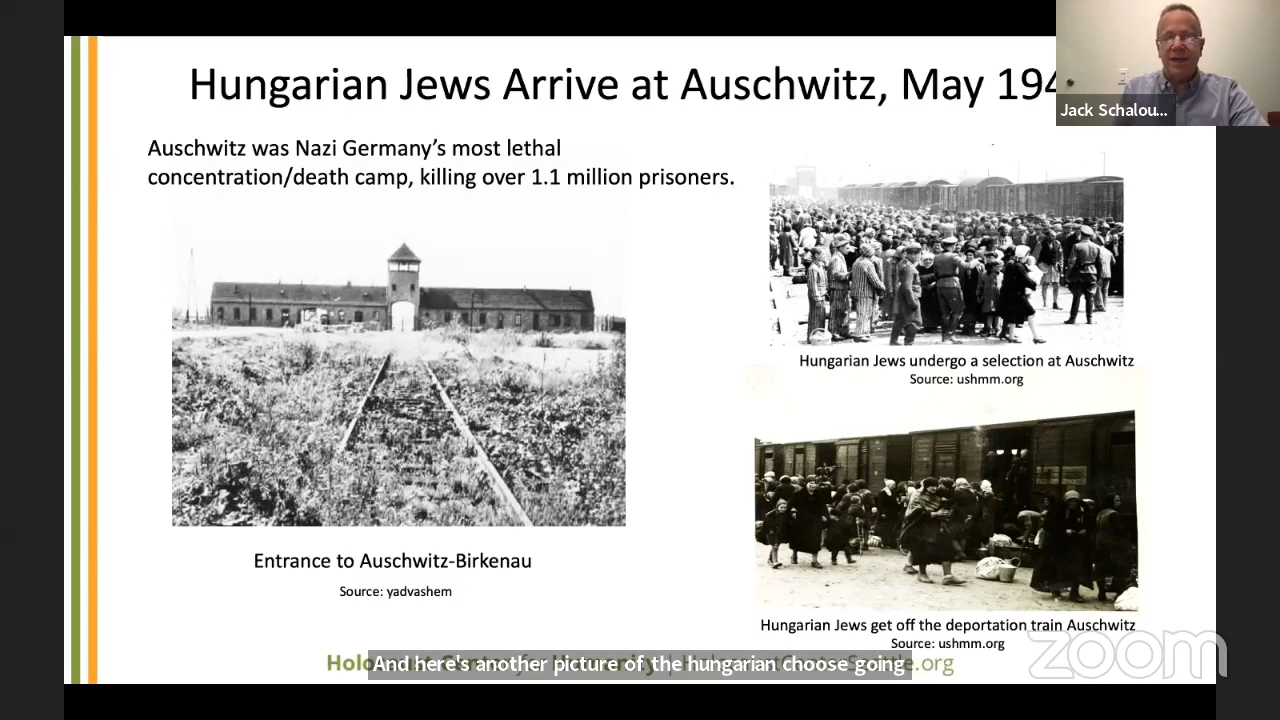 Hungarian Jews Arrive at Auschwitz, May 194
Jack Schalou...
Auschwitz was Nazi Germany's most lethal
concentration/death camp, killing over 1.1 million prisoners.
Hungarian Jews undergo a selection at Auschwitz
Source: ushmm.org
Entrance to Auschwitz-Birkenau
Source: yadvashem
Hungarian Jews get off the deportation train Auschwitz
Source: ushmm.org
And here's another picture of the hungarian choose going
zoom